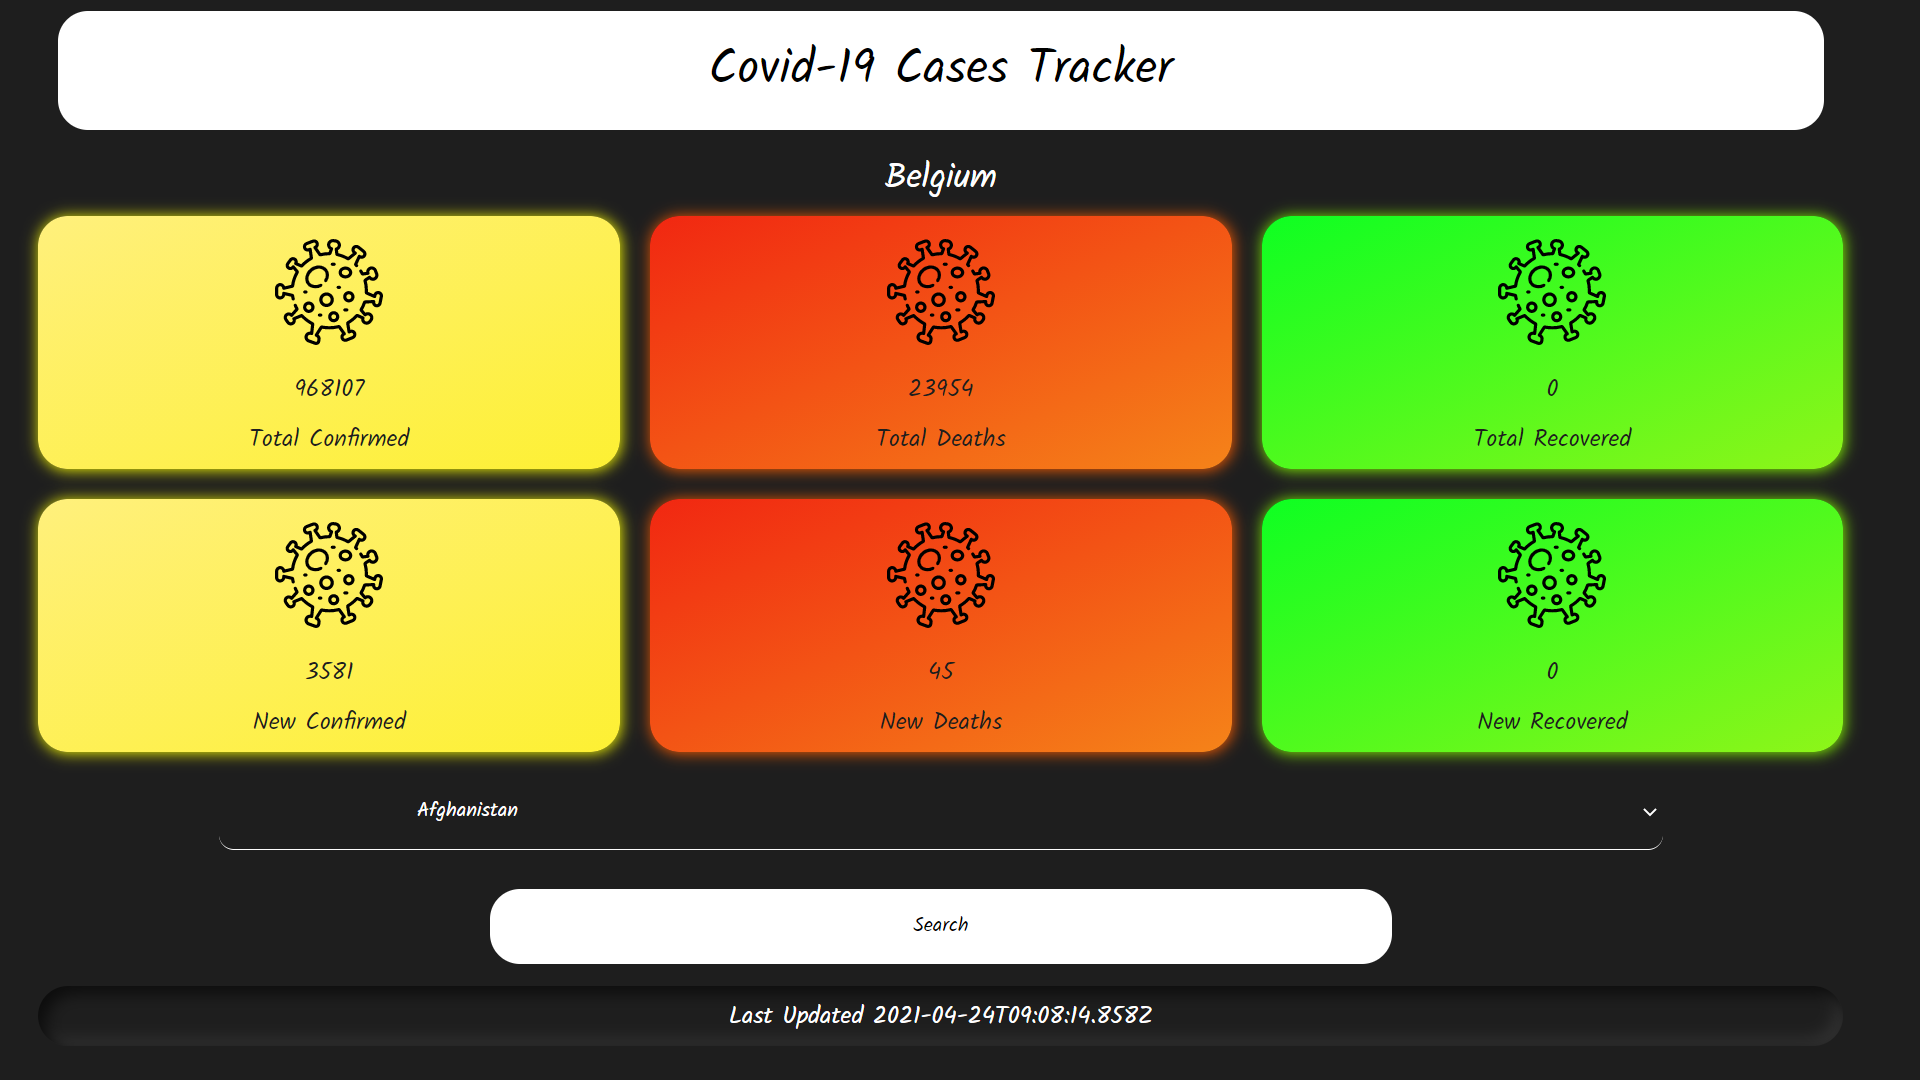 Covid-19 Cases Tracker
Belgium
968107
Total Confirmed
23954
Total Deaths
0
Total Recovered
3581
New Confirmed
45
New Deaths
0
New Recovered
Afghanistan
Search
Last Updated 2021-04-24T09:08:14.858Z